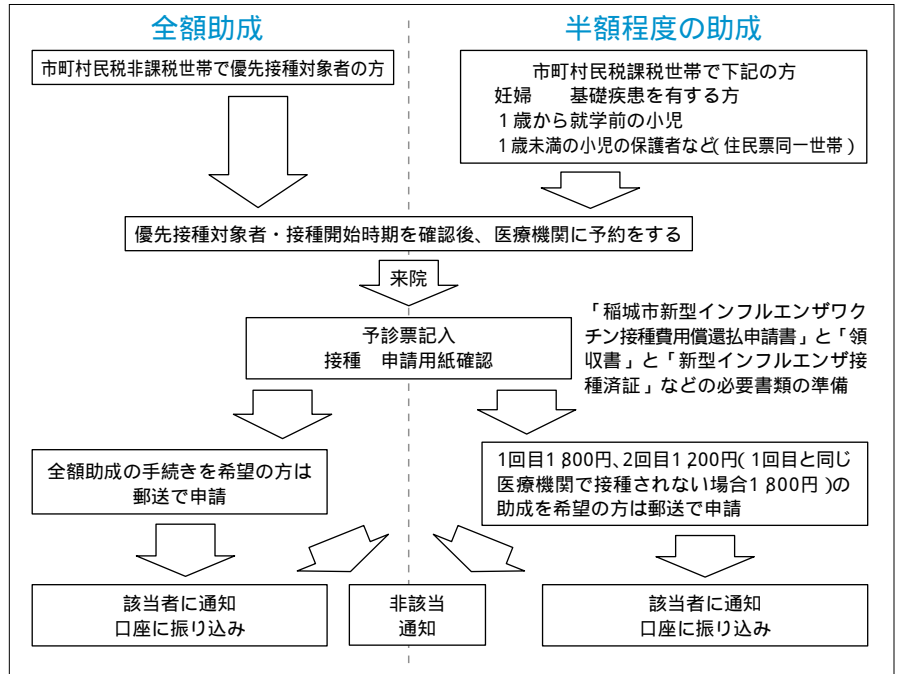 全額助成
半額程度の助成
市町村民税非課税世帯で優先接種対象者の方
市町村民税課税世帯で下記の方
妊婦　　基礎疾患を有する方
1歳から就学前の小児
1歳未満の小児の保護者など(住民票同一世帯)
優先接種対象者・接種開始時期を確認後、医療機関に予約をする
来院
予診票記入
接種　申請用紙確認
「稲城市新型インフルエンザワク
チン接種費用償還払申請書」と「領
収書」と「新型インフルエンザ接
種済証」などの必要書類の準備
全額助成の手続きを希望の方は
郵送で申請
1回目1,800円、2回目1,200円(1回目と同じ
医療機関で接種されない場合1,800円)の
助成を希望の方は郵送で申請
該当者に通知
口座に振り込み
非該当
通知
該当者に通知
口座に振り込み